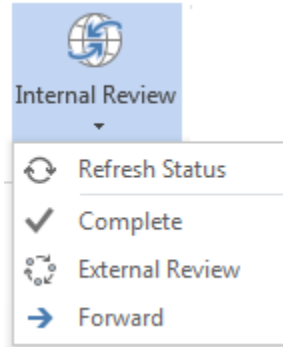 Internal Review
Refresh Status
Complete
External Review
Forward